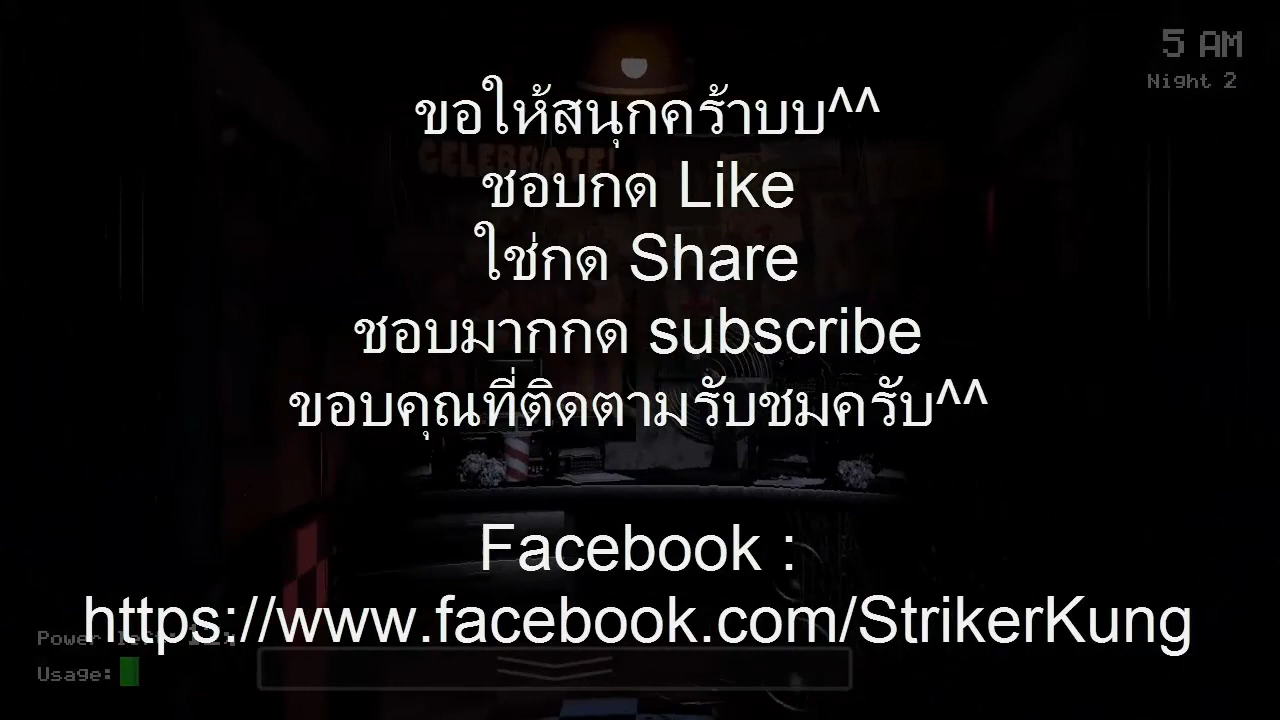 5 AM
Night 2
ขอให้สนุกคร้าบบ^^
CELEBRATE!
ชอบกด Like
ใช่กด Share
ชอบมากกด subscribe
ขอบคุณที่ติดตามรับชมครับ^^
Facebook :
https://www.facebook.com/StrikerKung
Power left:
Usage: